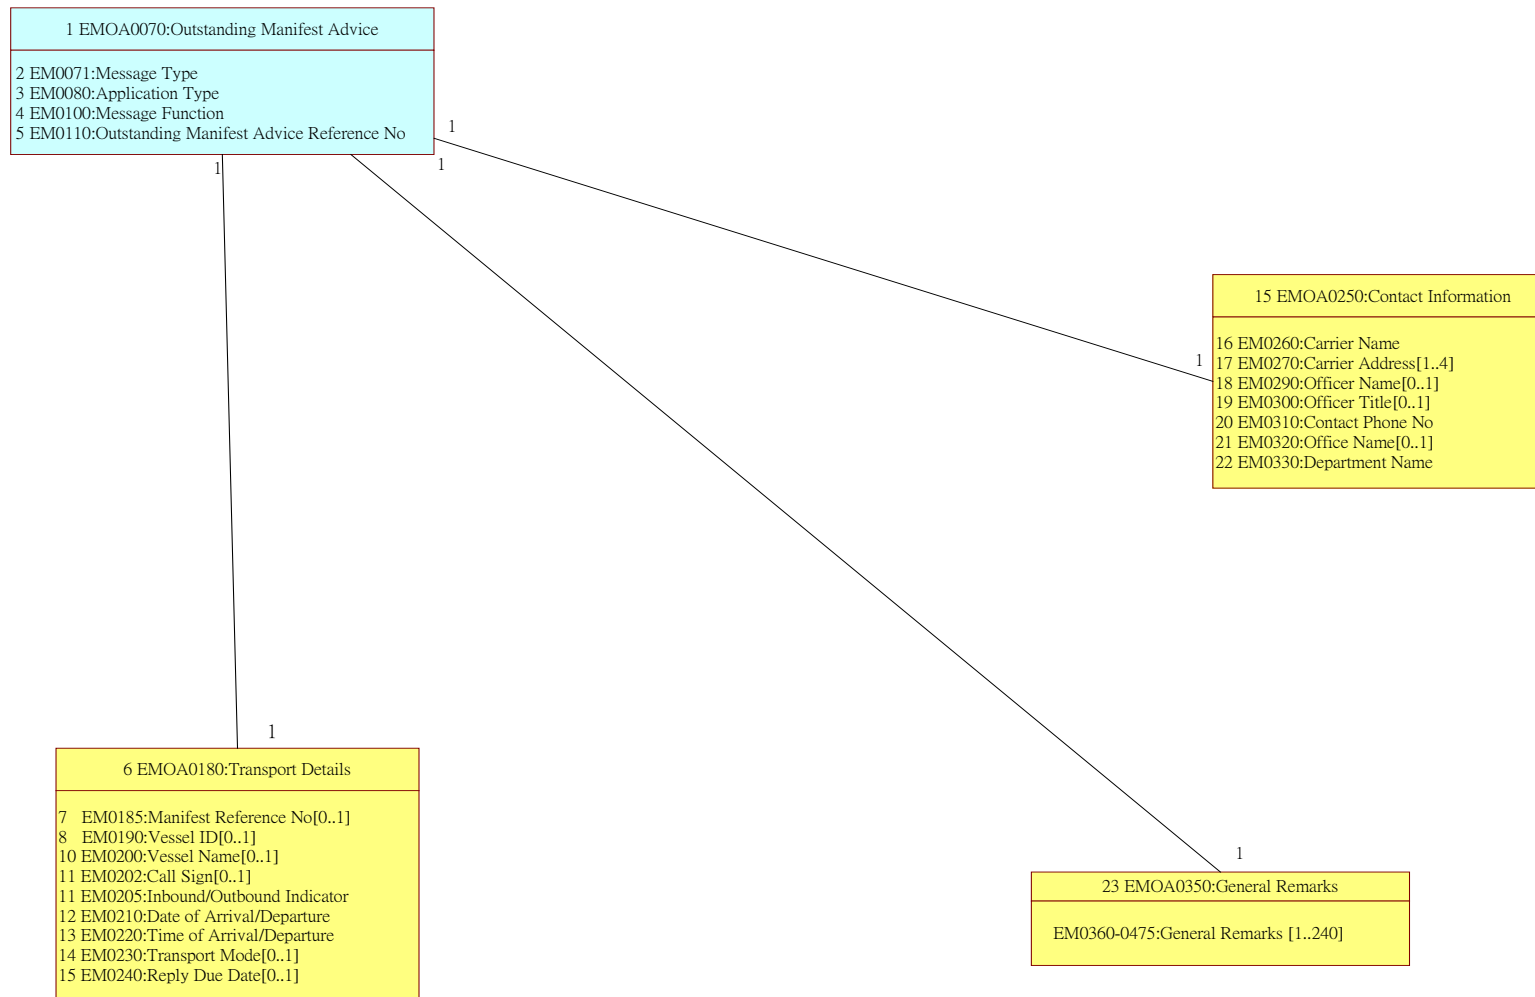 1 EMOA0070:Outstanding Manifest Advice
2 EM0071:Message Type
3 EM0080:Application Type
4 EM0100:Message Function
5 EM0110:Outstanding Manifest Advice Reference No
1
1
1
15 EMOA0250:Contact Information
1
16 EM0260:Carrier Name
17 EM0270:Carrier Address[1..4]
18 EM0290:Officer Name[0..1]
19 EM0300:Officer Title[0..1]
20 EM0310:Contact Phone No
21 EM0320:Office Name[0..1]
22 EM0330:Department Name
1
6 EMOA0180:Transport Details
7 EM0185:Manifest Reference No[0..1]
8 EM0190:Vessel ID[0..1]
10 EM0200:Vessel Name[0..1]
11 EM0202:Call Sign[0..1]
11 EM0205:Inbound/Outbound Indicator
12 EM0210:Date of Arrival/Departure
13 EM0220:Time of Arrival/Departure
14 EM0230:Transport Mode[0..1]
15 EM0240:Reply Due Date[0..1]
1
23 EMOA0350:General Remarks
EM0360-0475:General Remarks [1..240]